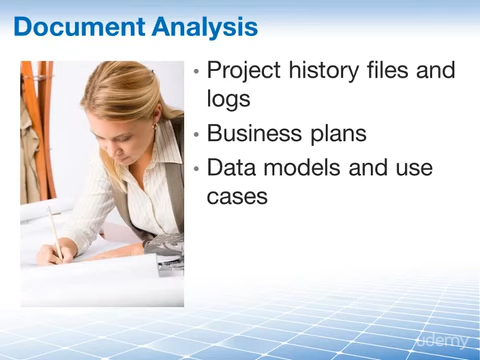 Document Analysis
• Project history files and
logs
• Business plans
• Data models and use
cases
udemy